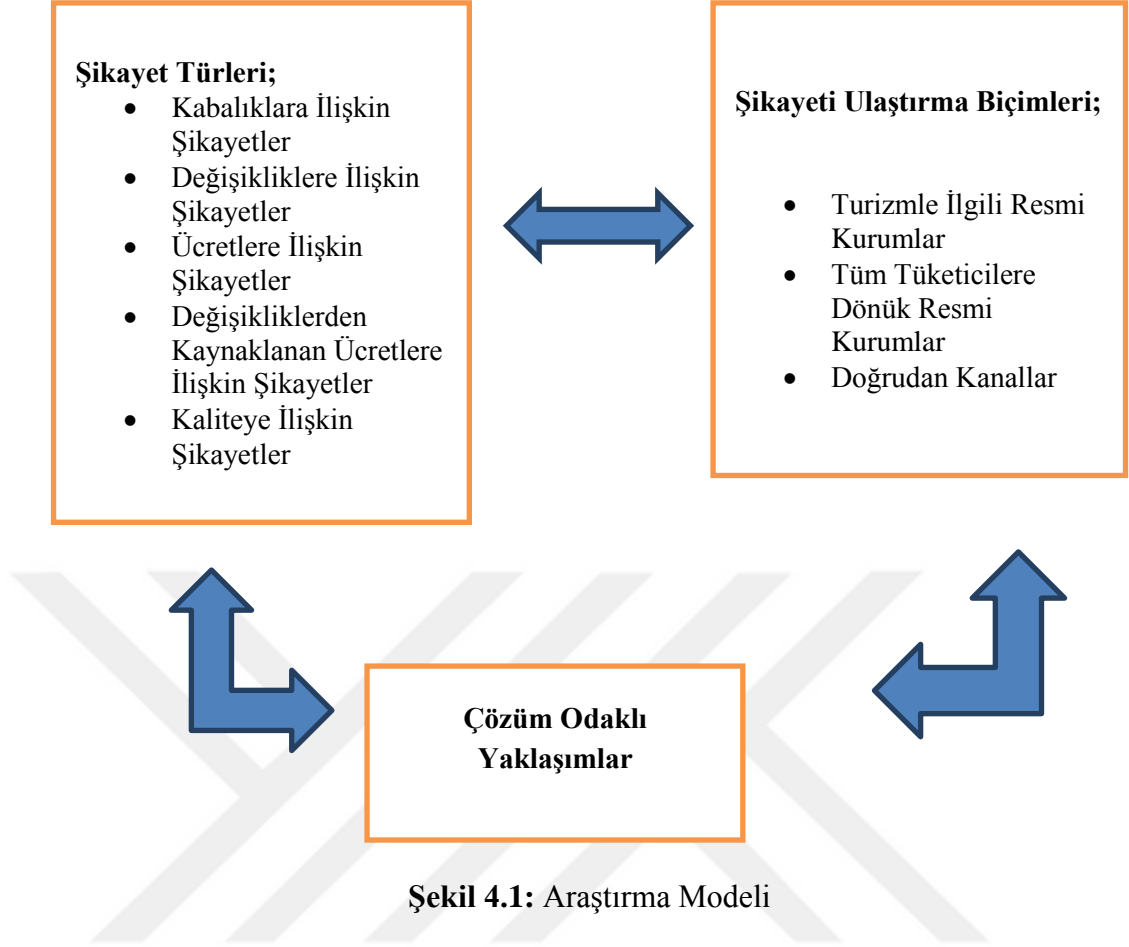 Şikayet Türleri;
• Kabalıklara İlişkin
Şikayetler
• Değişikliklere İlişkin
Şikayetler
• Ücretlere İlişkin
Şikayetler
• Değişikliklerden
Kaynaklanan Ücretlere
İlişkin Şikayetler
• Kaliteye İlişkin
Şikayetler
Şikayeti Ulaştırma Biçimleri;
• Turizmle İlgili Resmi
Kurumlar
• Tüm Tüketicilere
Dönük Resmi
Kurumlar
• Doğrudan Kanallar
Çözüm Odaklı
Yaklaşımlar
Şekil 4.1: Araştırma Modeli